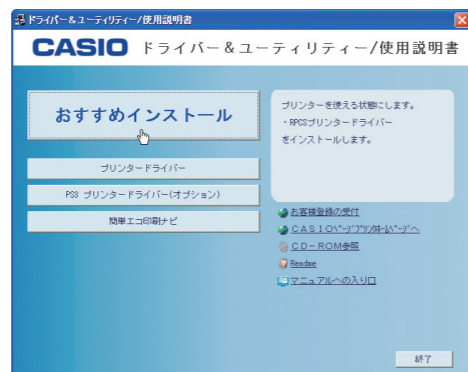 ドライバー＆ユーティリティー/使用説明書
CASIO ドライバー＆ユーティリティー/使用説明書
おすすめインストール
プリンタードライバー
PS3 プリンタードライバー(オプション)
簡単エコ印刷ナビ
プリンターを使える状態にします。
・RPCSプリンタードライバー
をインストールします。
お客様登録の受付
ＣＡＳＩＯページプリンタホームページへ
ＣＤ－ＲＯＭ参照
Readme
マニュアルへの入り口
終了